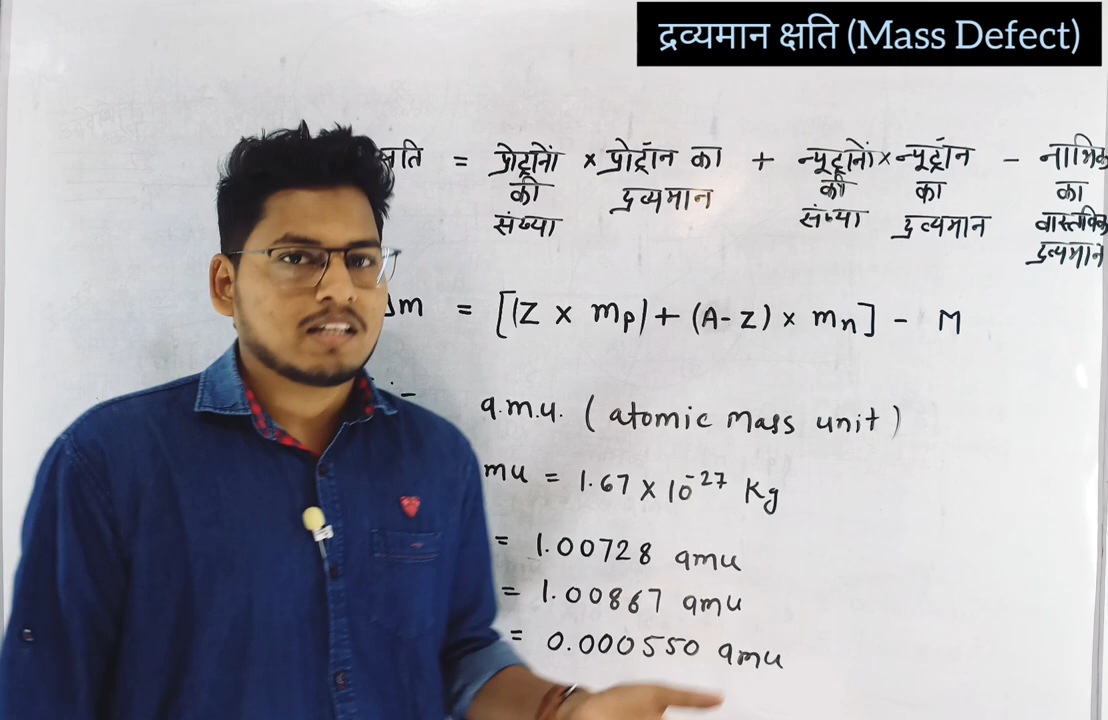 द्रव्यमान क्षति (Mass Defect)
= प्रोट्रॉनों × प्रोट्रॉन का + न्यूट्रॉनों × न्यूट्रॉन - नाभिक
की द्रव्यमान की का का
संख्या संख्या द्रव्यमान वास्तविक
द्रव्यमान
Δm = [(Z × mp) + (A - Z) × mn] - M
a.m.u. ( atomic mass unit )
mu = 1.67 × 10⁻²⁷ Kg
= 1.00728 amu
= 1.00867 amu
= 0.000550 amu